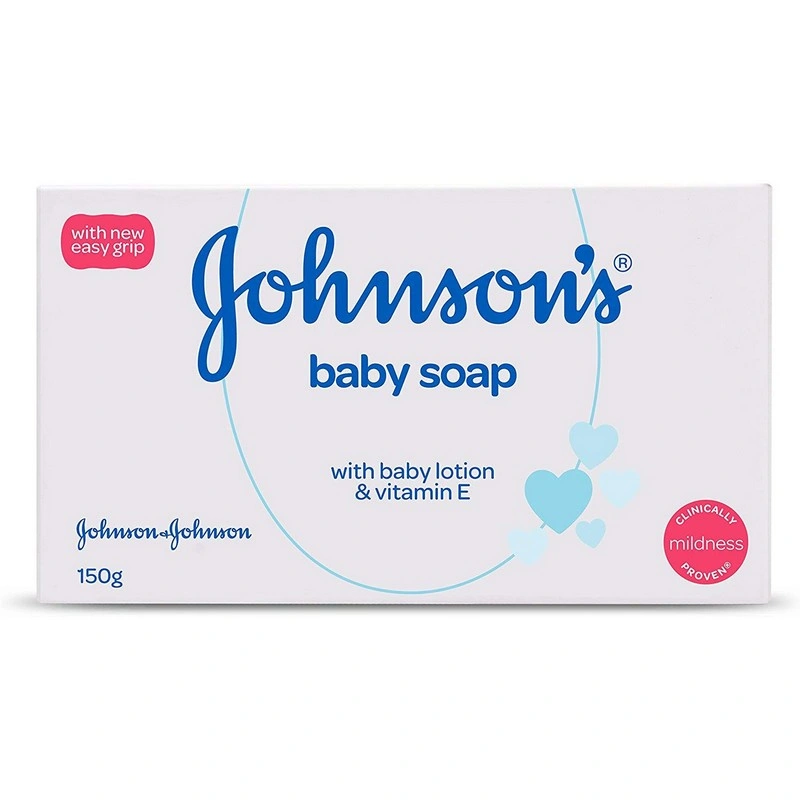 with new
easy grip
Johnson's®
baby soap
with baby lotion
& vitamin E
Johnson & Johnson
150g
CLINICALLY
mildness
PROVEN®